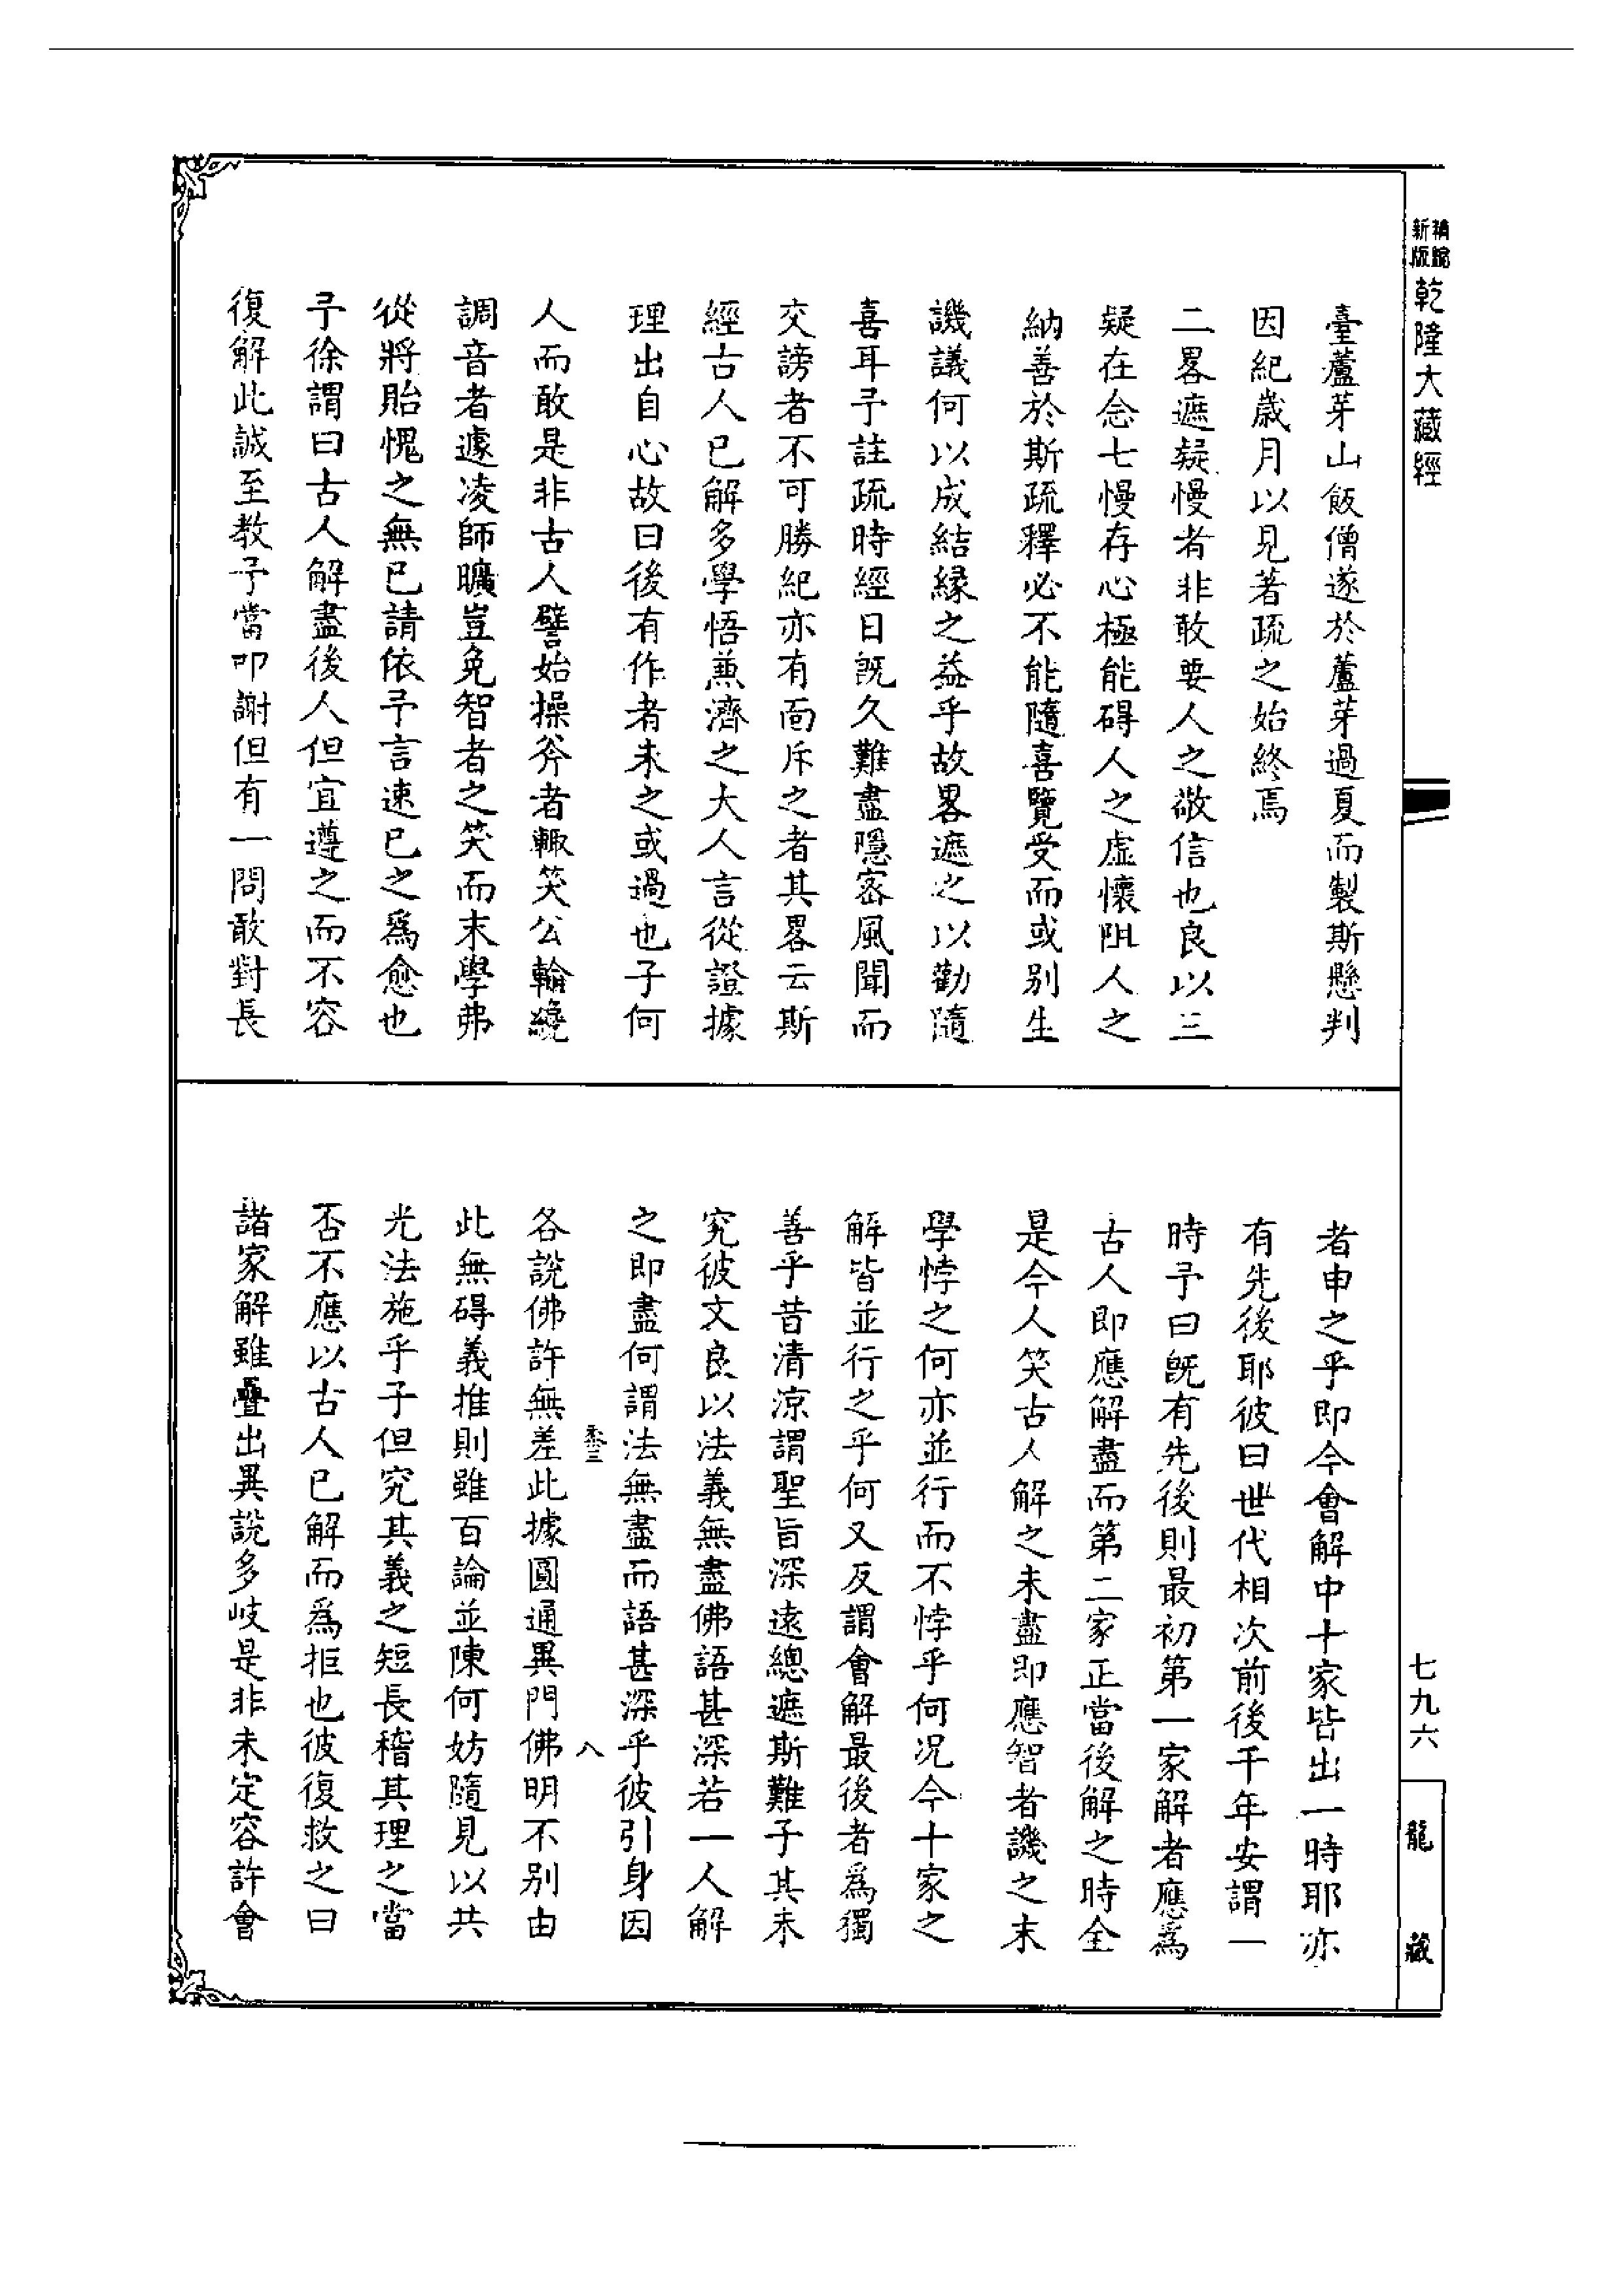 精縮
新版
乾隆大藏經
臺蘆芽山飯僧遂於蘆芽過夏而製斯懸判
因紀歲月以見著疏之始終焉
二畧遮疑慢者非敢要人之敬信也良以三
疑在念七慢存心極能碍人之虛懷阻人之
納善於斯疏釋必不能隨喜覽受而或别生
譏議何以成結緣之益乎故畧遮之以勸隨
喜耳予註疏時經日既久難盡隱密風聞而
交謗者不可勝紀亦有面斥之者其畧云斯
經古人已解多學悟兼濟之大人言從證據
理出自心故曰後有作者未之或過也子何
人而敢是非古人譬始操斧者輒笑公輸纔
調音者遽凌師曠豈免智者之笑而末學弗
從將貽愧之無已請依予言速已之爲愈也
予徐謂曰古人解盡後人但宜遵之而不容
復解此誠至教予當叩謝但有一問敢對長
者申之乎即今會解中十家皆出一時耶亦
有先後耶彼曰世代相次前後千年安謂一
時予曰既有先後則最初第一家解者應爲
古人即應解盡而第二家正當後解之時全
是今人笑古人解之未盡即應智者譏之末
學悖之何亦並行而不悖乎何况今十家之
解皆並行之乎何又反謂會解最後者爲獨
善乎昔清涼謂聖旨深遠總遮斯難子其未
究彼文良以法義無盡佛語甚深若一人解
之即盡何謂法無盡而語甚深乎彼引身因
八
各說佛許無差此據圓通異門佛明不别由
此無碍義推則雖百論並陳何妨隨見以共
光法施乎子但究其義之短長稽其理之當
否不應以古人已解而爲拒也彼復救之曰
諸家解雖疊出異說多岐是非未定容許會
七九六
龍藏